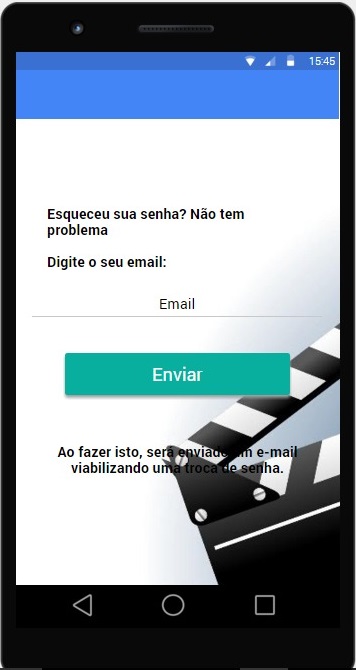 15:45
Esqueceu sua senha? Não tem
problema
Digite o seu email:
Email
Enviar
Ao fazer isto, será enviado um e-mail
viabilizando uma troca de senha.